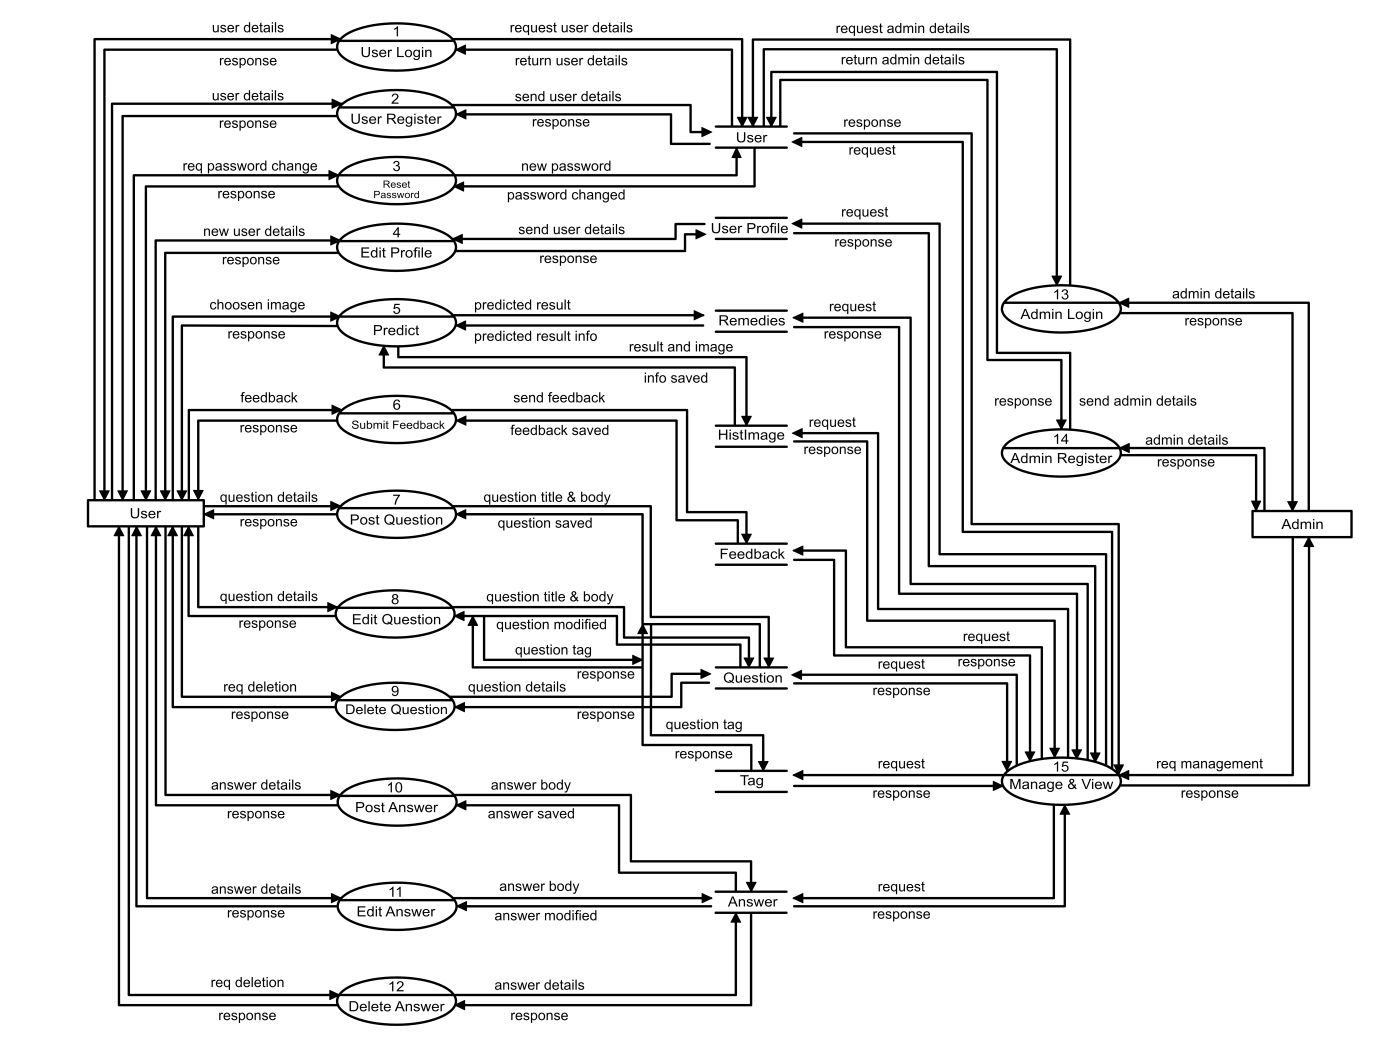 user details
1
User Login
response
request user details
return user details
request admin details
return admin details
user details
2
User Register
response
send user details
response
User
response
request
req password change
3
Reset
Password
response
new password
password changed
new user details
4
Edit Profile
response
send user details
response
User Profile
request
response
choosen image
5
Predict
response
predicted result
predicted result info
Remedies
request
response
result and image
info saved
13
Admin Login
admin details
response
feedback
6
Submit Feedback
response
send feedback
feedback saved
HistImage
request
response
response
send admin details
14
Admin Register
admin details
response
User
question details
response
7
Post Question
question title & body
question saved
Feedback
Admin
question details
8
Edit Question
response
question title & body
question modified
question tag
response
request
response
req deletion
9
Delete Question
response
question details
response
Question
request
response
question tag
response
Tag
request
response
15
Manage & View
req management
response
answer details
10
Post Answer
response
answer body
answer saved
answer details
11
Edit Answer
response
answer body
answer modified
Answer
request
response
req deletion
12
Delete Answer
response
answer details
response